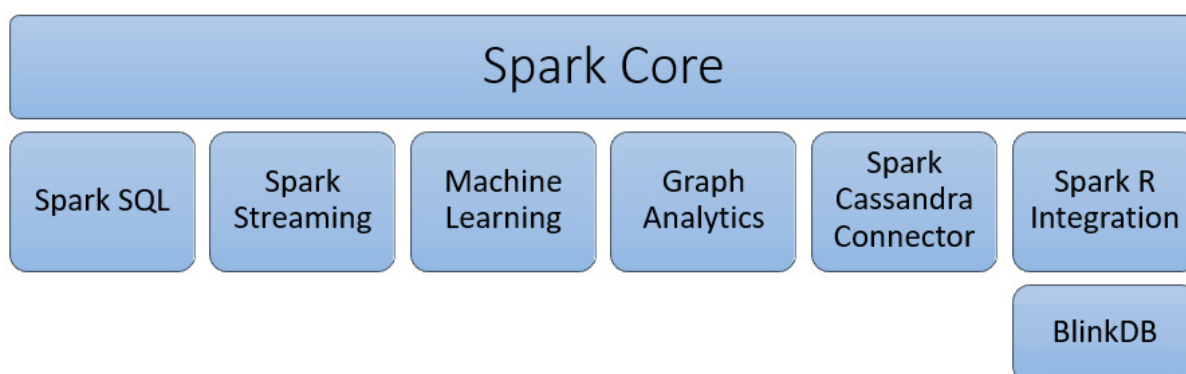 Spark Core
Spark SQL
Spark
Streaming
Machine
Learning
Graph
Analytics
Spark
Cassandra
Connector
Spark R
Integration
BlinkDB